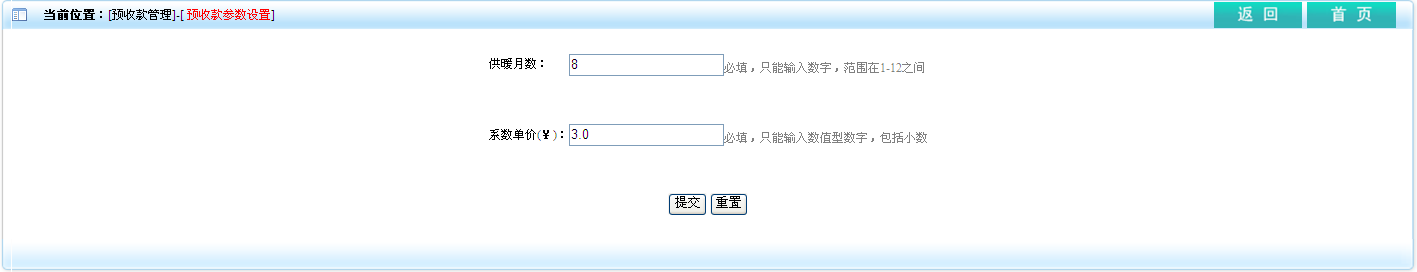 当前位置：[预收款管理]-[ 预收款参数设置] 返 回 首 页
供暖月数： 8 必填，只能输入数字，范围在1-12之间
系数单价(￥)：3.0 必填，只能输入数值型数字，包括小数
提交 重置